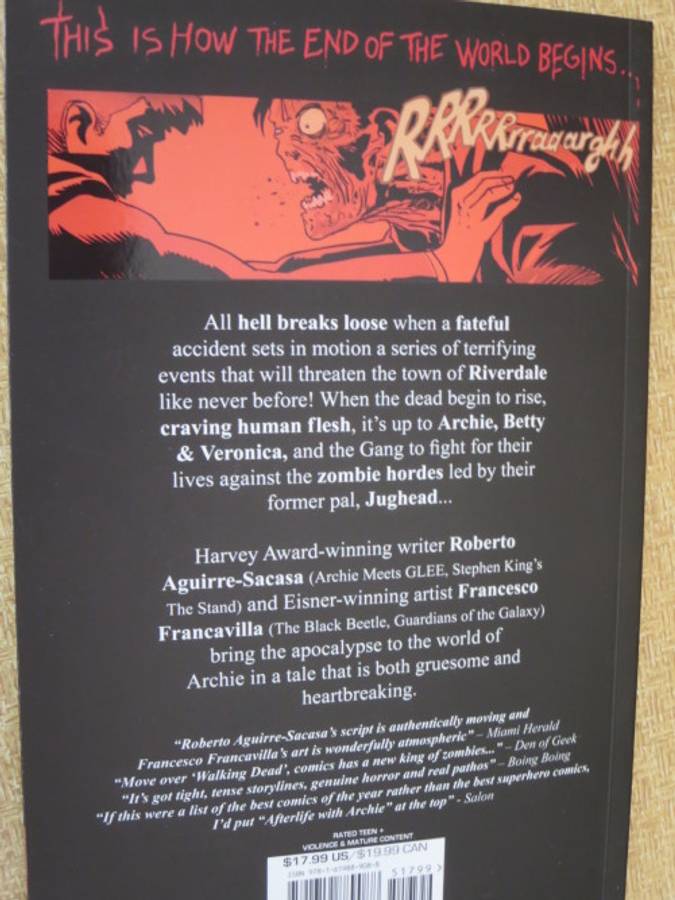 THIS IS HOW THE END OF THE WORLD BEGINS...
RRRRRrraaarghh
All hell breaks loose when a fateful
accident sets in motion a series of terrifying
events that will threaten the town of Riverdale
like never before! When the dead begin to rise,
craving human flesh, it's up to Archie, Betty
& Veronica, and the Gang to fight for their
lives against the zombie hordes led by their
former pal, Jughead...
Harvey Award-winning writer Roberto
Aguirre-Sacasa (Archie Meets GLEE, Stephen King's
The Stand) and Eisner-winning artist Francesco
Francavilla (The Black Beetle, Guardians of the Galaxy)
bring the apocalypse to the world of
Archie in a tale that is both gruesome and
heartbreaking.
"Roberto Aguirre-Sacasa's script is authentically moving and
Francesco Francavilla's art is wonderfully atmospheric" – Miami Herald
"Move over 'Walking Dead', comics has a new king of zombies..." – Den of Geek
"It's got tight, tense storylines, genuine horror and real pathos" – Boing Boing
"If this were a list of the best comics of the year rather than the best superhero comics,
I'd put "Afterlife with Archie" at the top" - Salon
RATED TEEN +
VIOLENCE & MATURE CONTENT
$17.99 US/$19.99 CAN
ISBN 978-1-61988-908-8
51799>